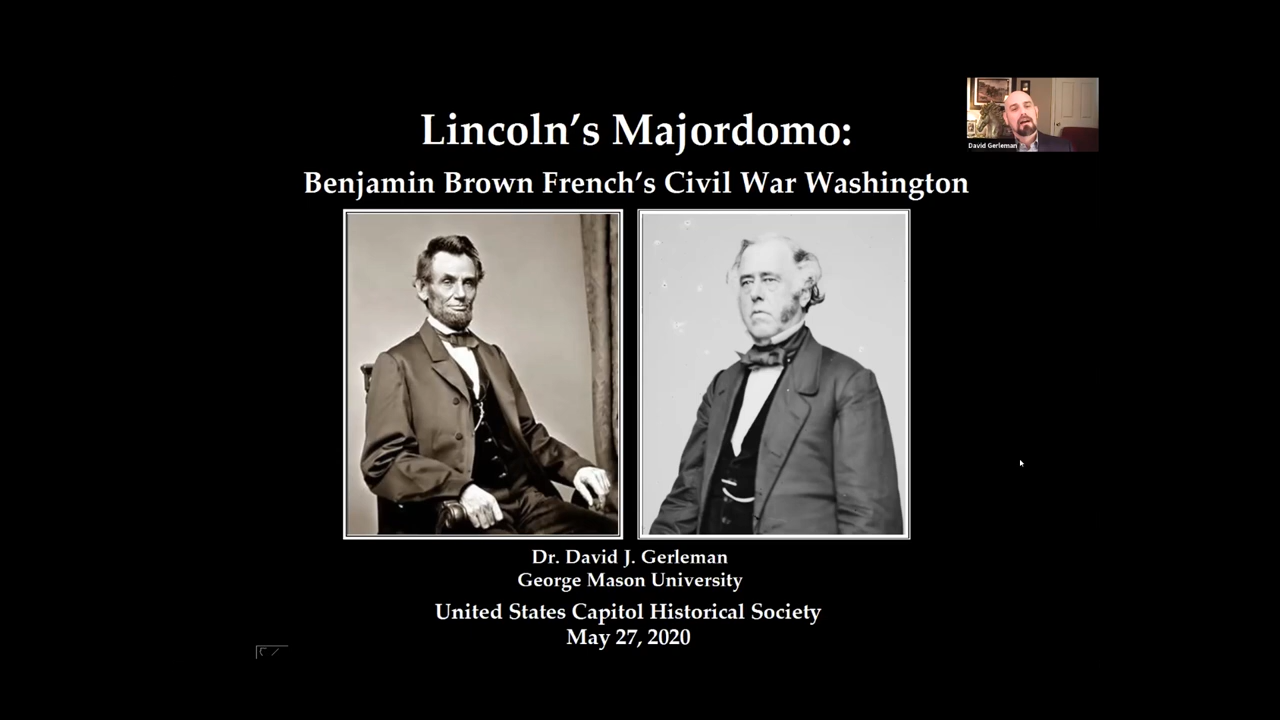 Lincoln’s Majordomo:
Benjamin Brown French’s Civil War Washington
David Gerleman
Dr. David J. Gerleman
George Mason University
United States Capitol Historical Society
May 27, 2020